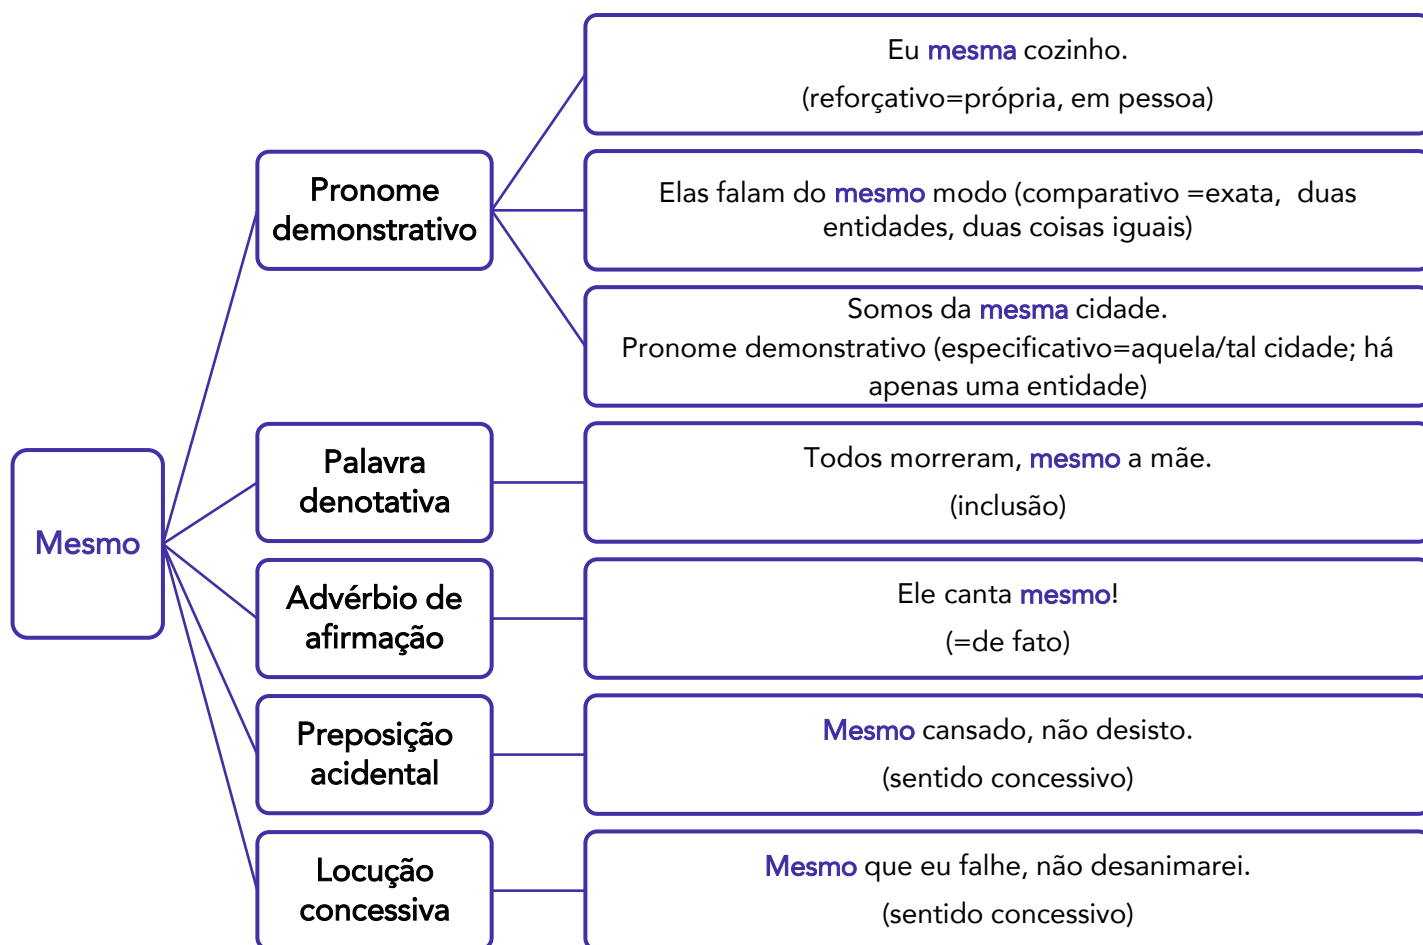 Mesmo
Pronome
demonstrativo
Eu mesma cozinho.
(reforçativo=própria, em pessoa)
Elas falam do mesmo modo (comparativo =exata, duas
entidades, duas coisas iguais)
Somos da mesma cidade.
Pronome demonstrativo (especificativo=aquela/tal cidade; há
apenas uma entidade)
Palavra
denotativa
Todos morreram, mesmo a mãe.
(inclusão)
Advérbio de
afirmação
Ele canta mesmo!
(=de fato)
Preposição
acidental
Mesmo cansado, não desisto.
(sentido concessivo)
Locução
concessiva
Mesmo que eu falhe, não desanimarei.
(sentido concessivo)